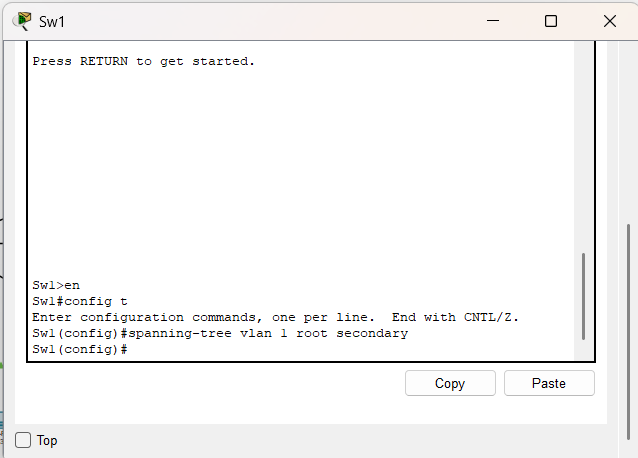 Sw1
Press RETURN to get started.
Sw1>en
Sw1#config t
Enter configuration commands, one per line.  End with CNTL/Z.
Sw1(config)#spanning-tree vlan 1 root secondary
Sw1(config)#
Copy
Paste
Top